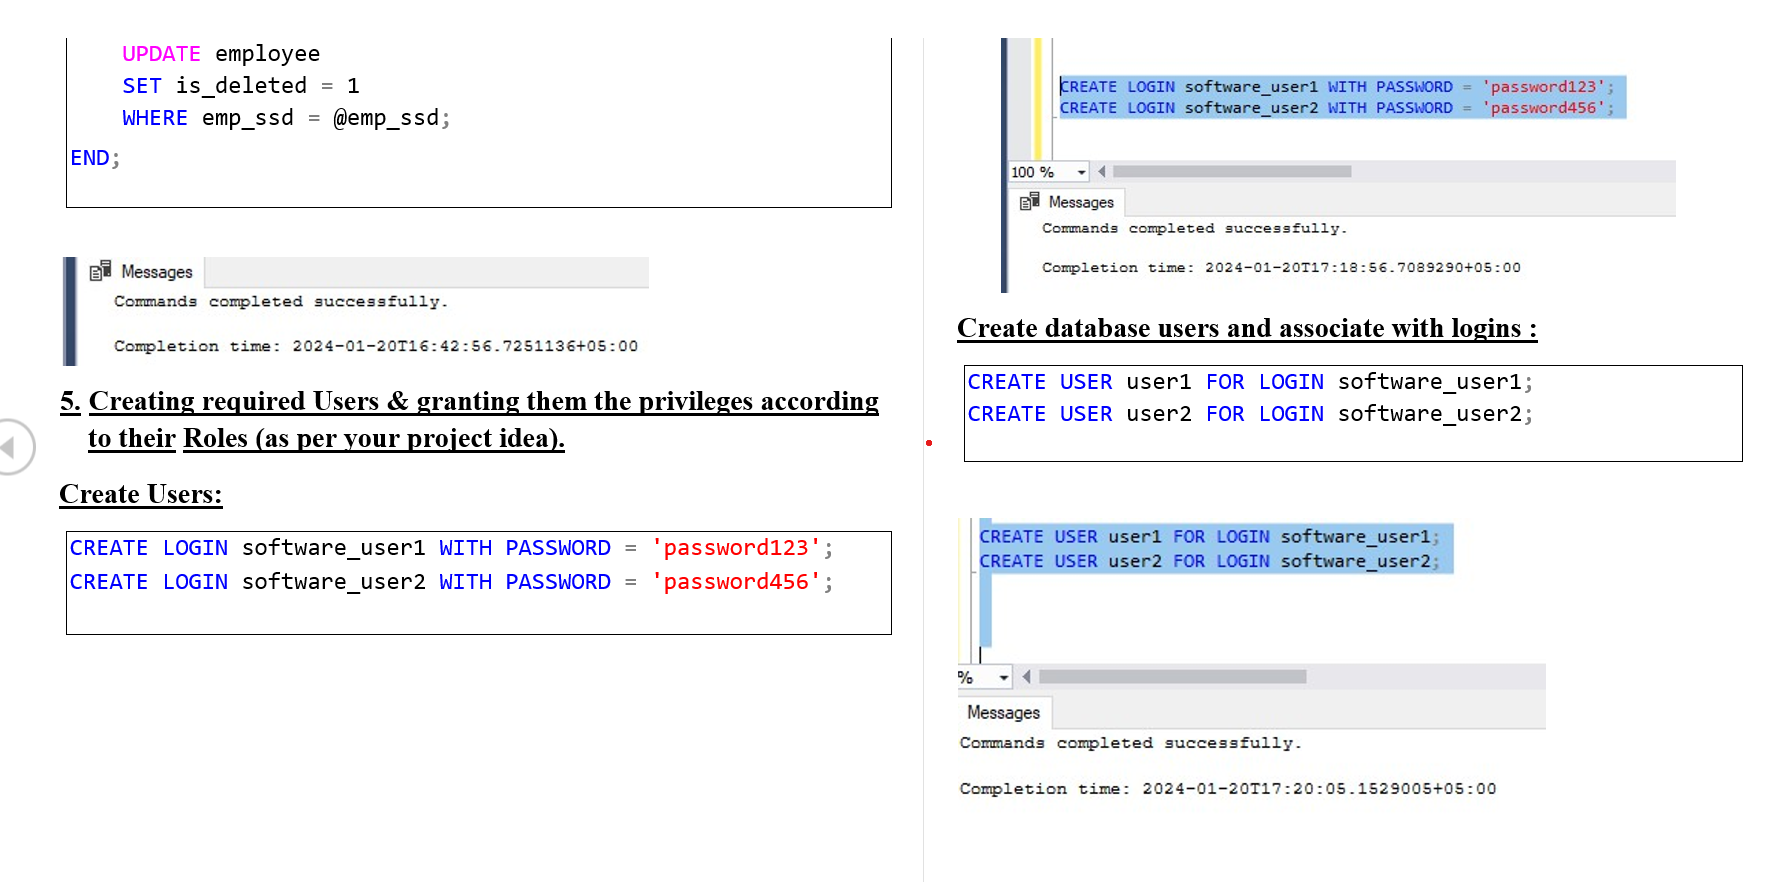 UPDATE employee
SET is_deleted = 1
WHERE emp_ssd = @emp_ssd;
END;
Messages
Commands completed successfully.
Completion time: 2024-01-20T16:42:56.7251136+05:00
5. Creating required Users & granting them the privileges according
to their Roles (as per your project idea).
Create Users:
CREATE LOGIN software_user1 WITH PASSWORD = 'password123';
CREATE LOGIN software_user2 WITH PASSWORD = 'password456';
CREATE LOGIN software_user1 WITH PASSWORD = 'password123';
CREATE LOGIN software_user2 WITH PASSWORD = 'password456';
100 %
Messages
Commands completed successfully.
Completion time: 2024-01-20T17:18:56.7089290+05:00
Create database users and associate with logins :
CREATE USER user1 FOR LOGIN software_user1;
CREATE USER user2 FOR LOGIN software_user2;
CREATE USER user1 FOR LOGIN software_user1;
CREATE USER user2 FOR LOGIN software_user2;
%
Messages
Commands completed successfully.
Completion time: 2024-01-20T17:20:05.1529005+05:00